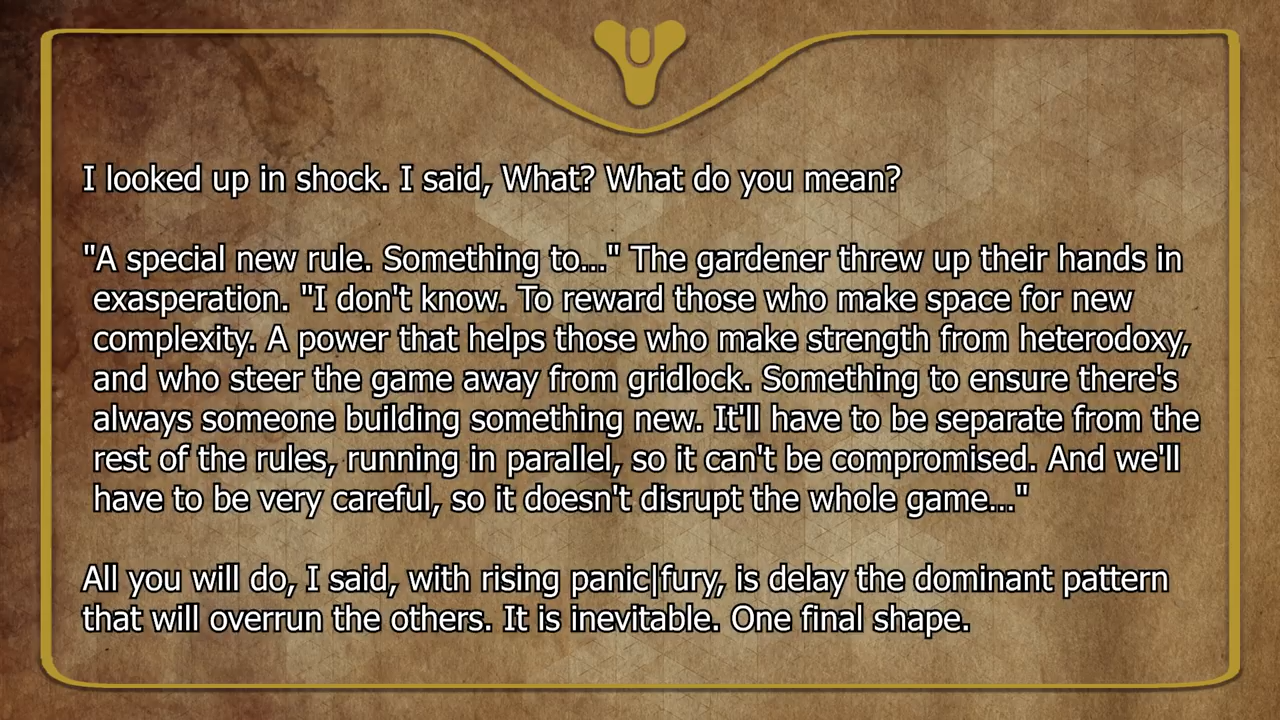 I looked up in shock. I said, What? What do you mean?
"A special new rule. Something to..." The gardener threw up their hands in
exasperation. "I don't know. To reward those who make space for new
complexity. A power that helps those who make strength from heterodoxy,
and who steer the game away from gridlock. Something to ensure there's
always someone building something new. It'll have to be separate from the
rest of the rules, running in parallel, so it can't be compromised. And we'll
have to be very careful, so it doesn't disrupt the whole game..."
All you will do, I said, with rising panic|fury, is delay the dominant pattern
that will overrun the others. It is inevitable. One final shape.